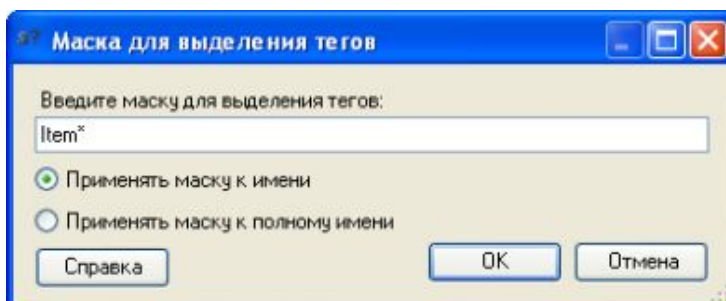 Маска для выделения тегов
Введите маску для выделения тегов:
Item*
Применять маску к имени
Применять маску к полному имени
Справка
OK
Отмена